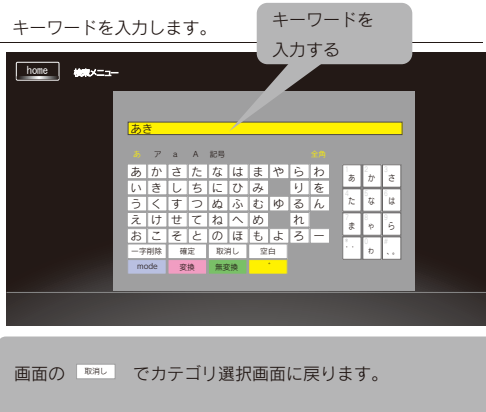 キーワードを入力します。
キーワードを
入力する
home 検索メニュー
あき
あ ア a A 記号 全角
あ か さ た な は ま や ら わ
い き し ち に ひ み り を
う く す つ ぬ ふ む ゆ る ん
え け せ て ね へ め れ
お こ そ と の ほ も よ ろ ー
一字削除 確定 取消し 空白
mode 変換 無変換
あ か さ
た な は
ま や ら
わ
画面の 取消し でカテゴリ選択画面に戻ります。